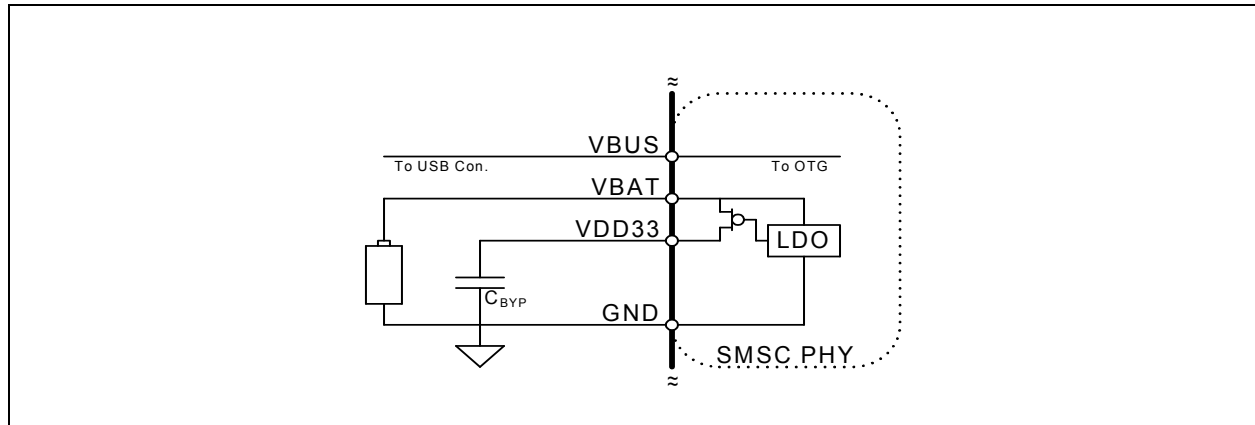 VBUS
To USB Con.
To OTG
VBAT
VDD33
LDO
CBYP
GND
SMSC PHY